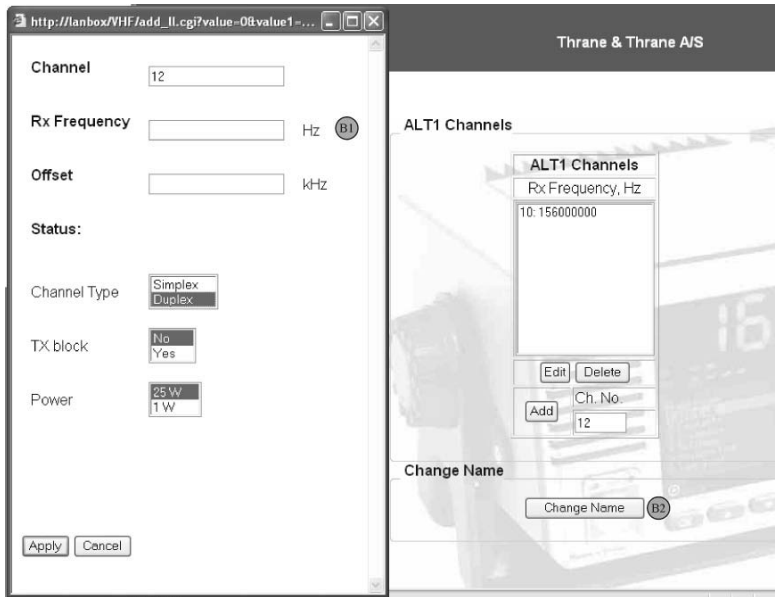 http://lanbox/VHF/add_II.cgi?value=0&value1=...
Channel
12
Rx Frequency
Hz
B1
Offset
kHz
Status:
Channel Type
Simplex
Duplex
TX block
No
Yes
Power
25 W
1 W
Apply
Cancel
Thrane & Thrane A/S
ALT1 Channels
ALT1 Channels
Rx Frequency, Hz
10: 156000000
Edit
Delete
Add
Ch. No.
12
Change Name
Change Name
B2
16